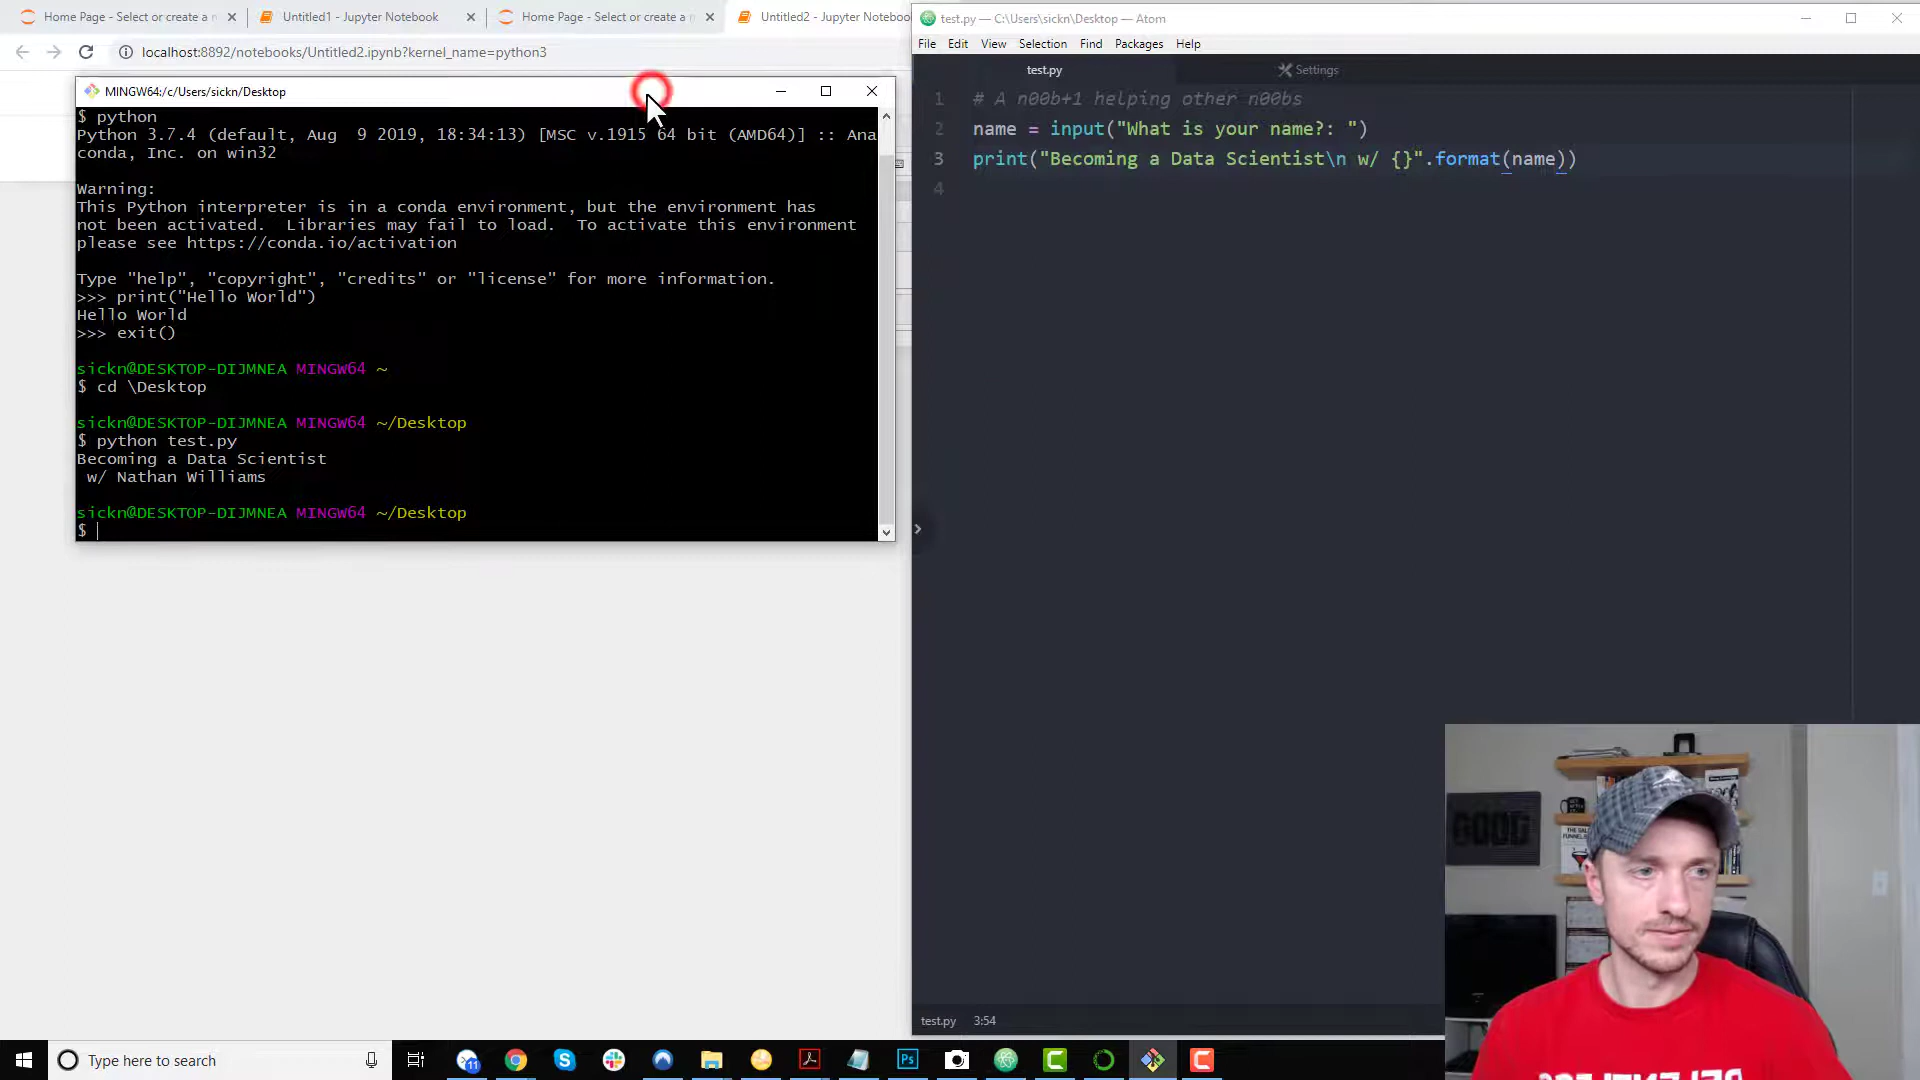 Home Page - Select or create a n
Untitled1 - Jupyter Notebook
Home Page - Select or create a n
Untitled2 - Jupyter Noteboo
localhost:8892/notebooks/Untitled2.ipynb?kernel_name=python3
MINGW64:/c/Users/sickn/Desktop
$ python
Python 3.7.4 (default, Aug  9 2019, 18:34:13) [MSC v.1915 64 bit (AMD64)] :: Ana
conda, Inc. on win32
Warning:
This Python interpreter is in a conda environment, but the environment has
not been activated.  Libraries may fail to load.  To activate this environment
please see https://conda.io/activation
Type "help", "copyright", "credits" or "license" for more information.
>>> print("Hello World")
Hello World
>>> exit()
sickn@DESKTOP-DIJMNEA MINGW64 ~
$ cd \Desktop
sickn@DESKTOP-DIJMNEA MINGW64 ~/Desktop
$ python test.py
Becoming a Data Scientist
 w/ Nathan Williams
sickn@DESKTOP-DIJMNEA MINGW64 ~/Desktop
$
test.py — C:\Users\sickn\Desktop — Atom
File Edit View Selection Find Packages Help
test.py
Settings
1 # A n00b+1 helping other n00bs
2 name = input("What is your name?: ")
3 print("Becoming a Data Scientist\n w/ {}".format(name))
4
test.py 3:54
GOOD
Type here to search
11
Ps